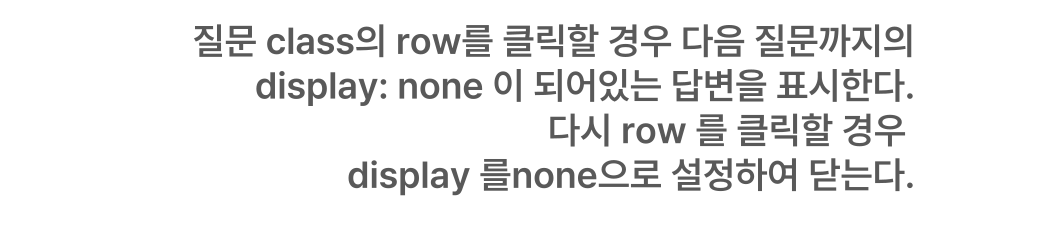 질문 class의 row를 클릭할 경우 다음 질문까지의
display: none 이 되어있는 답변을 표시한다.
다시 row 를 클릭할 경우
display 를none으로 설정하여 닫는다.